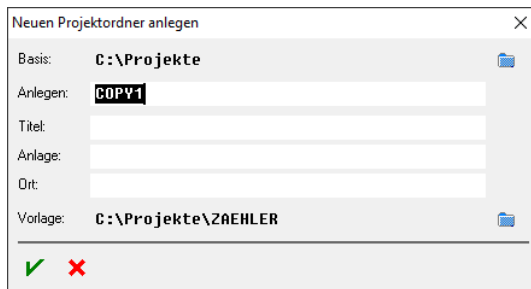 Neuen Projektordner anlegen
Basis: C:\Projekte
Anlegen: COPY1
Titel:
Anlage:
Ort:
Vorlage: C:\Projekte\ZAEHLER